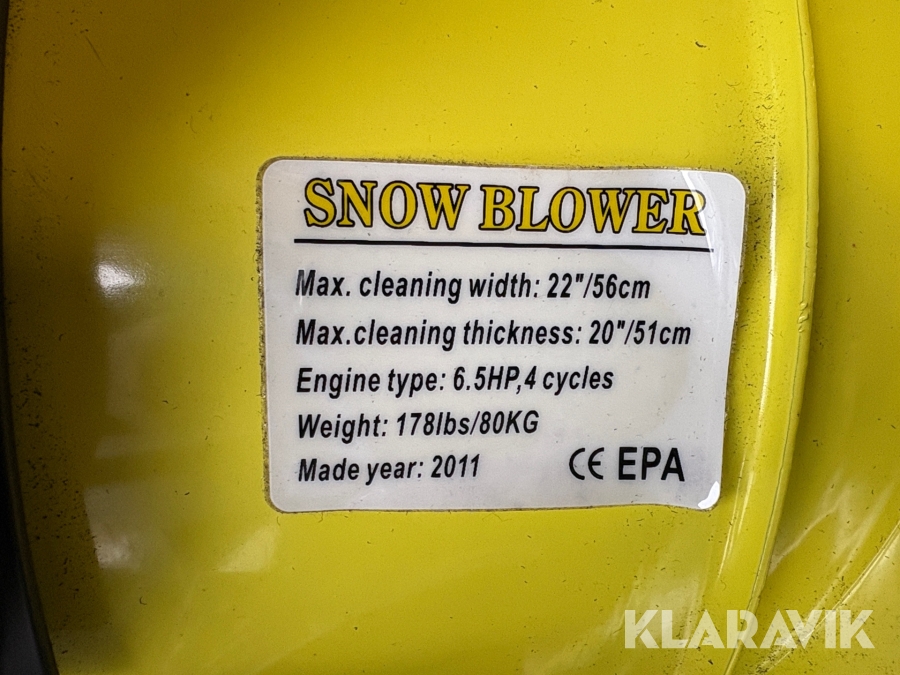 SNOW BLOWER
Max. cleaning width: 22"/56cm
Max.cleaning thickness: 20"/51cm
Engine type: 6.5HP,4 cycles
Weight: 178lbs/80KG
Made year: 2011
CE EPA
KLARAVIK